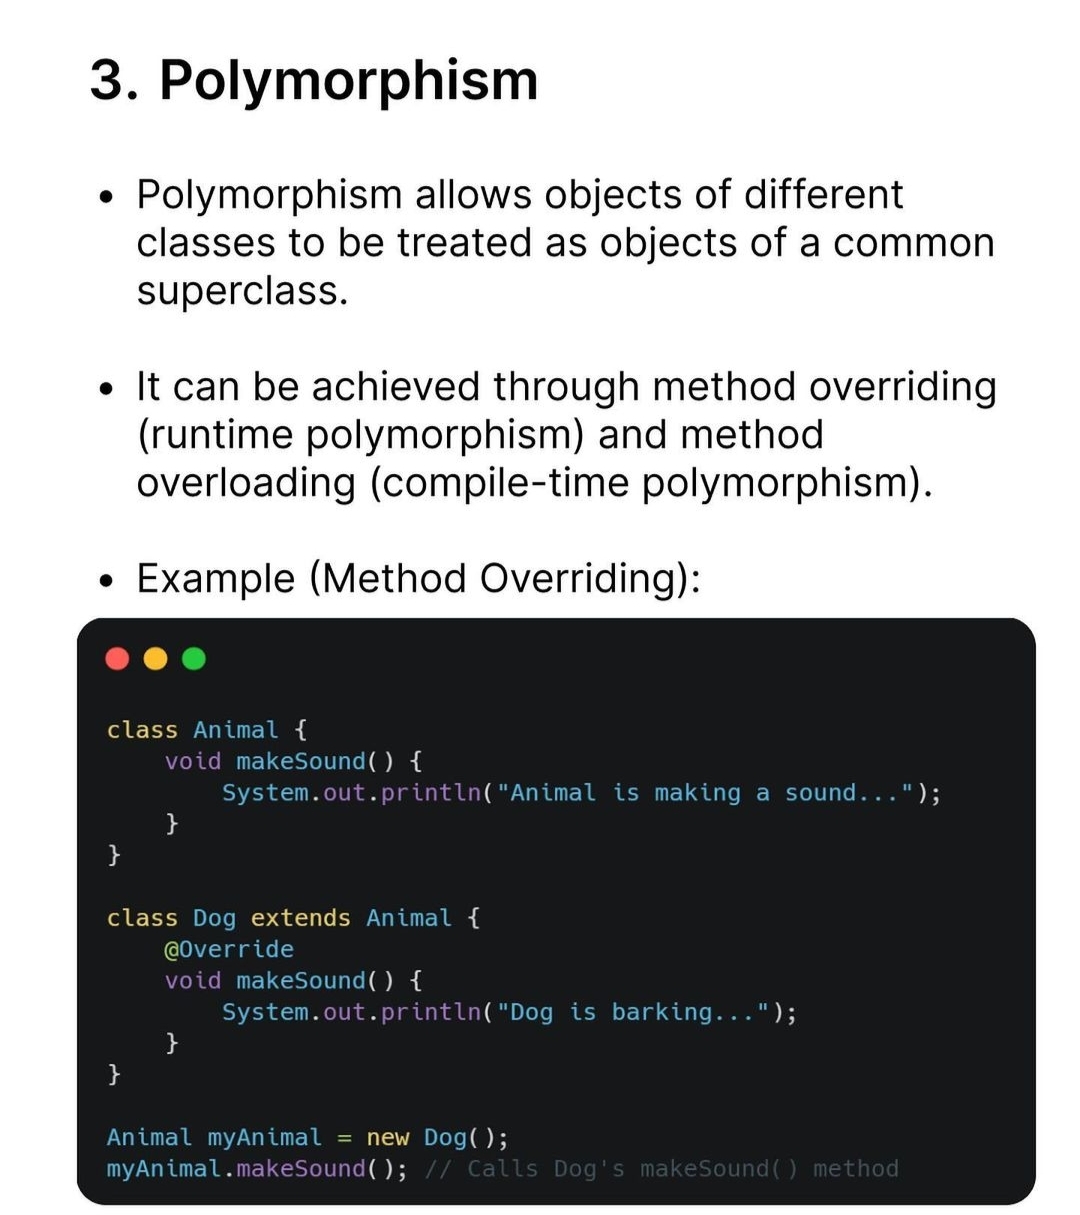 3. Polymorphism
• Polymorphism allows objects of different
classes to be treated as objects of a common
superclass.
• It can be achieved through method overriding
(runtime polymorphism) and method
overloading (compile-time polymorphism).
• Example (Method Overriding):
class Animal {
    void makeSound() {
        System.out.println("Animal is making a sound...");
    }
}
class Dog extends Animal {
    @Override
    void makeSound() {
        System.out.println("Dog is barking...");
    }
}
Animal myAnimal = new Dog();
myAnimal.makeSound(); // Calls Dog's makeSound() method